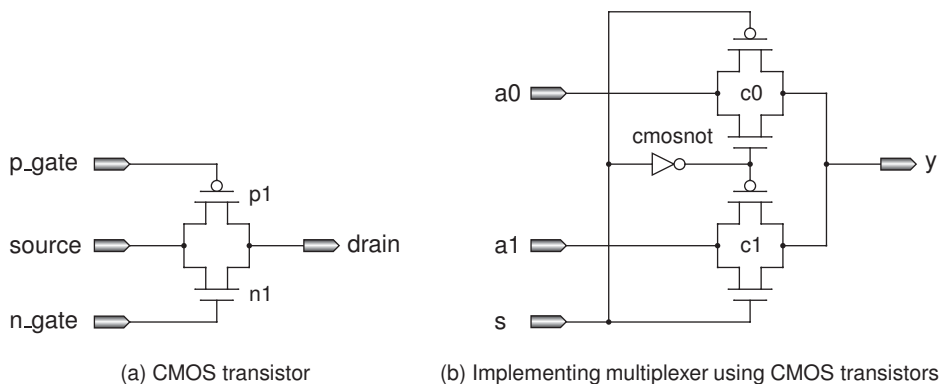 p_gate
p1
source
drain
n1
n_gate
(a) CMOS transistor
a0
c0
cmosnot
y
a1
c1
s
(b) Implementing multiplexer using CMOS transistors